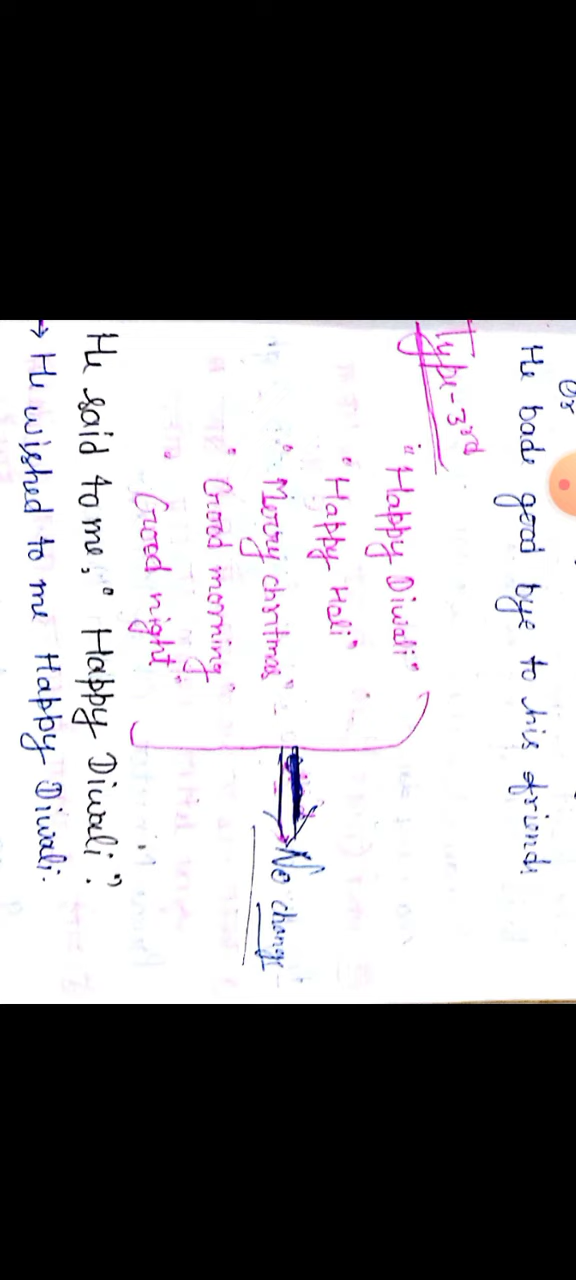 Or
He bade good bye to his friends
Type-3rd
"Happy Diwali"
"Happy Holi"
"Merry christmas"
"Good morning"
"Good night"
No change
He said to me, "Happy Diwali".
→ He wished to me Happy Diwali.